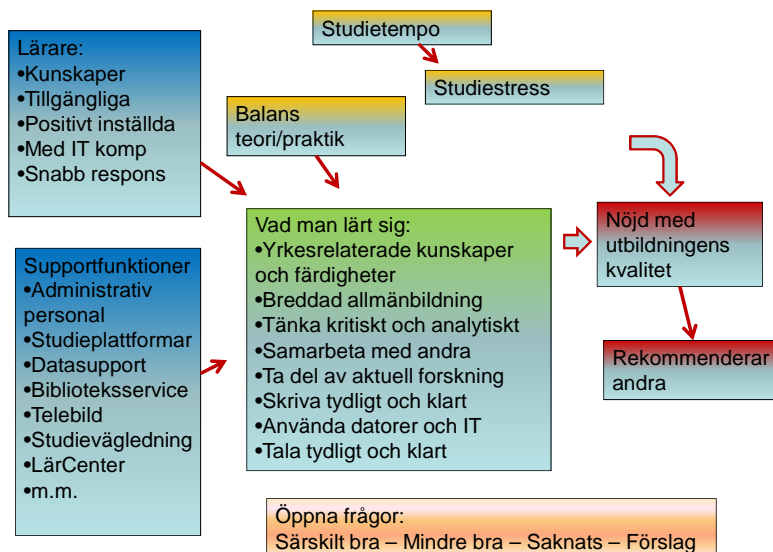 Lärare:
•Kunskaper
•Tillgängliga
•Positivt inställda
•Med IT komp
•Snabb respons
Studietempo
Studiestress
Balans
teori/praktik
Supportfunktioner
•Administrativ
personal
•Studieplattformar
•Datasupport
•Biblioteksservice
•Telebild
•Studievägledning
•LärCenter
•m.m.
Vad man lärt sig:
•Yrkesrelaterade kunskaper
och färdigheter
•Breddad allmänbildning
•Tänka kritiskt och analytiskt
•Samarbeta med andra
•Ta del av aktuell forskning
•Skriva tydligt och klart
•Använda datorer och IT
•Tala tydligt och klart
Nöjd med
utbildningens
kvalitet
Rekommenderar
andra
Öppna frågor:
Särskilt bra – Mindre bra – Saknats – Förslag